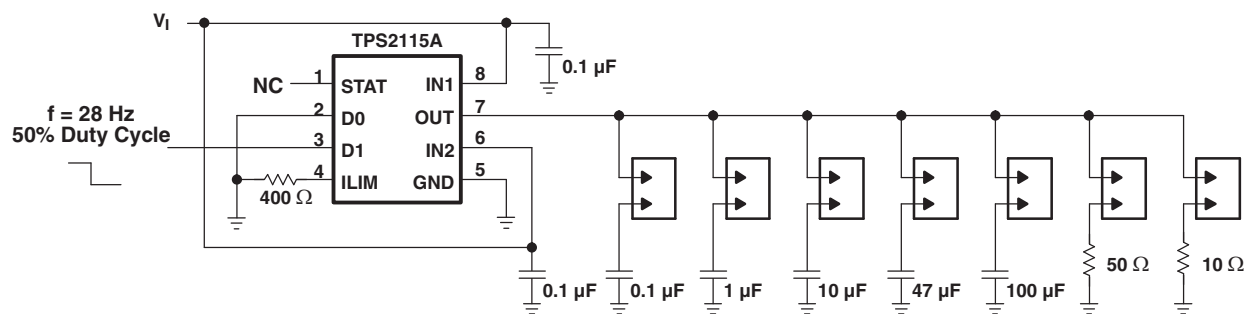 VI
TPS2115A
0.1 µF
NC
1
STAT
IN1
8
f = 28 Hz
50% Duty Cycle
2
D0
OUT
7
3
D1
IN2
6
400 Ω
4
ILIM
GND
5
0.1 µF
0.1 µF
1 µF
10 µF
47 µF
100 µF
50 Ω
10 Ω